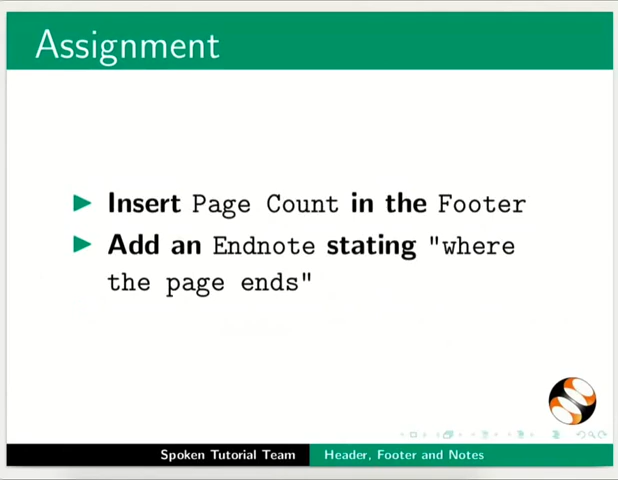 Assignment
Insert Page Count in the Footer
Add an Endnote stating "where
the page ends"
Spoken Tutorial Team
Header, Footer and Notes